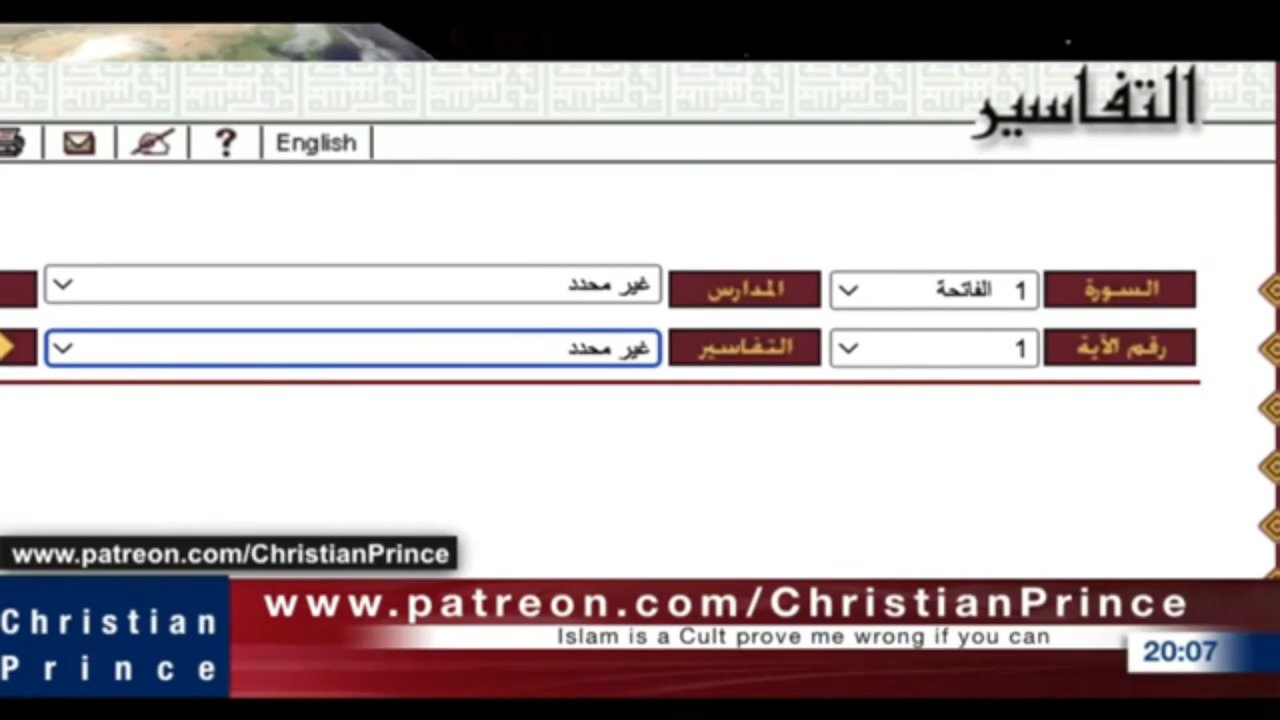 التفاسير
English
?
السورة
1 الفاتحة
المدارس
غير محدد
رقم الآية
1
التفاسير
غير محدد
www.patreon.com/ChristianPrince
Christian
Prince
www.patreon.com/ChristianPrince
Islam is a Cult prove me wrong if you can
20:07